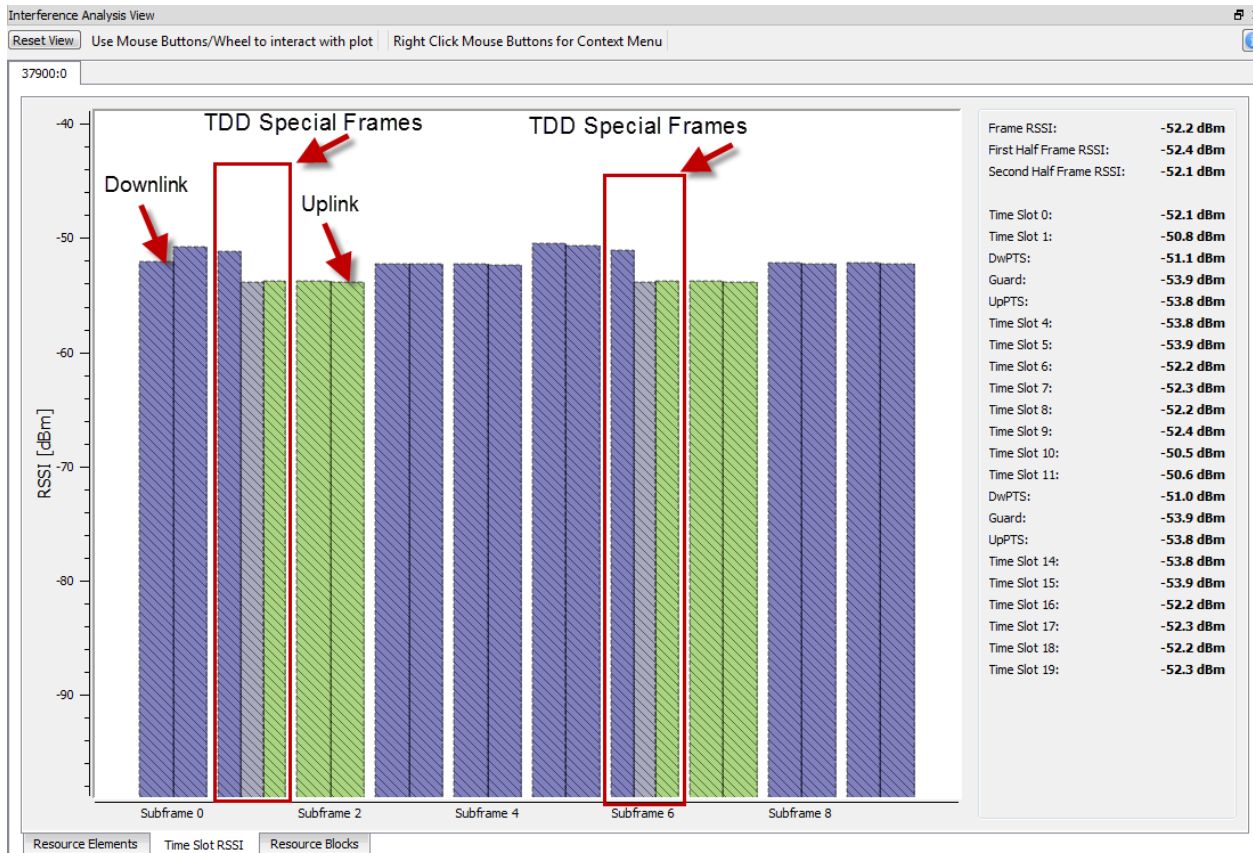 Interference Analysis View
Reset View Use Mouse Buttons/Wheel to interact with plot Right Click Mouse Buttons for Context Menu
37900:0
TDD Special Frames
TDD Special Frames
Downlink
Uplink
-40
-50
-60
-70
-80
-90
RSSI [dBm]
Subframe 0
Subframe 2
Subframe 4
Subframe 6
Subframe 8
Frame RSSI: -52.2 dBm
First Half Frame RSSI: -52.4 dBm
Second Half Frame RSSI: -52.1 dBm
Time Slot 0: -52.1 dBm
Time Slot 1: -50.8 dBm
DwPTS: -51.1 dBm
Guard: -53.9 dBm
UpPTS: -53.8 dBm
Time Slot 4: -53.8 dBm
Time Slot 5: -53.9 dBm
Time Slot 6: -52.2 dBm
Time Slot 7: -52.3 dBm
Time Slot 8: -52.2 dBm
Time Slot 9: -52.4 dBm
Time Slot 10: -50.5 dBm
Time Slot 11: -50.6 dBm
DwPTS: -51.0 dBm
Guard: -53.9 dBm
UpPTS: -53.8 dBm
Time Slot 14: -53.8 dBm
Time Slot 15: -53.9 dBm
Time Slot 16: -52.2 dBm
Time Slot 17: -52.3 dBm
Time Slot 18: -52.2 dBm
Time Slot 19: -52.3 dBm
Resource Elements Time Slot RSSI Resource Blocks